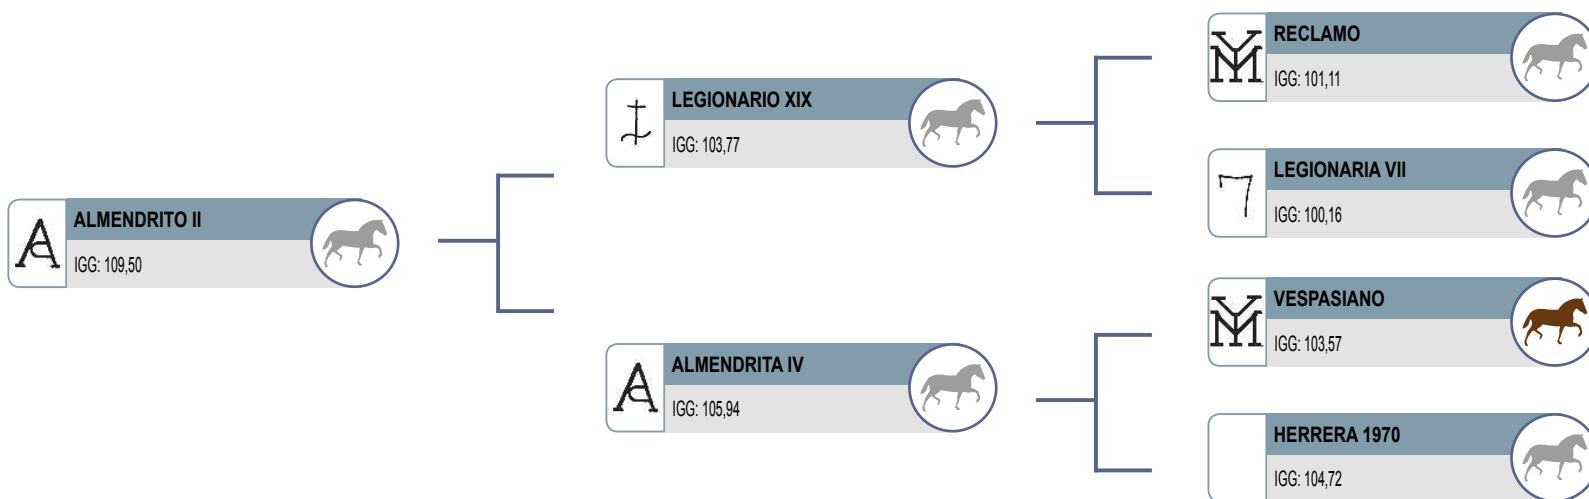 RECLAMO
IGG: 101,11
LEGIONARIO XIX
IGG: 103,77
LEGIONARIA VII
IGG: 100,16
ALMENDRITO II
IGG: 109,50
VESPASIANO
IGG: 103,57
ALMENDRITA IV
IGG: 105,94
HERRERA 1970
IGG: 104,72